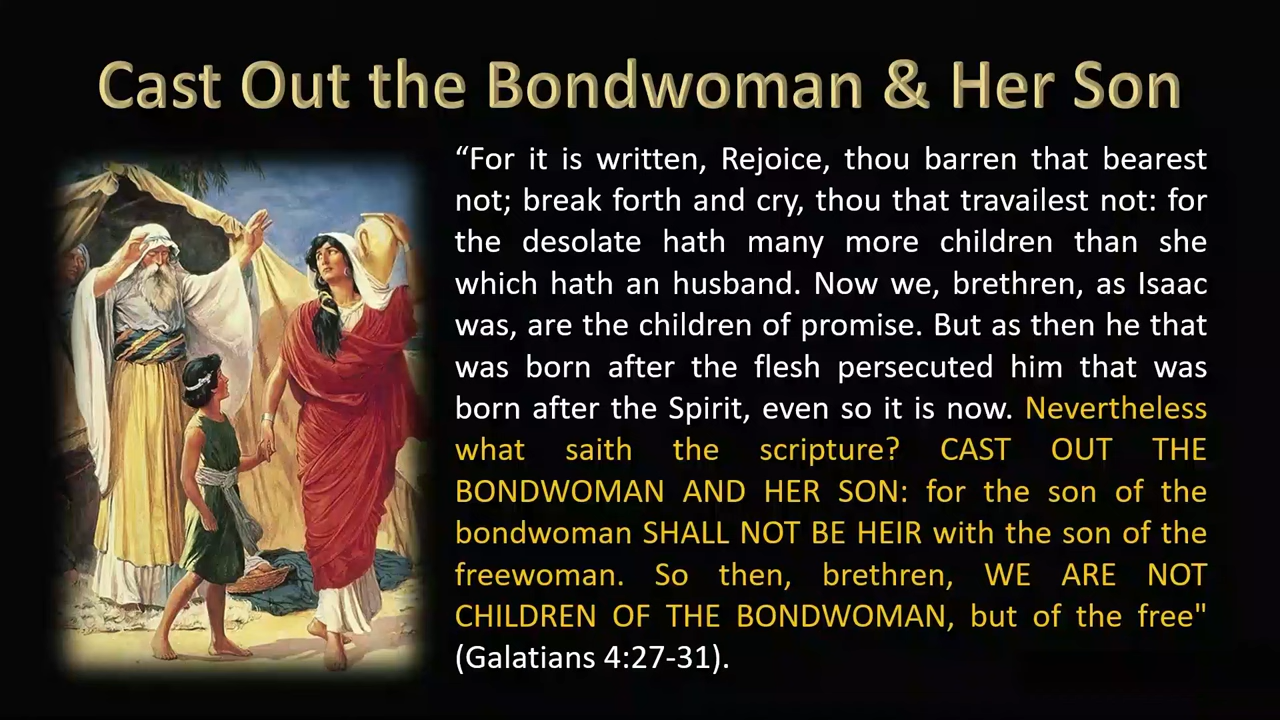 Cast Out the Bondwoman & Her Son
“For it is written, Rejoice, thou barren that bearest
not; break forth and cry, thou that travailest not: for
the desolate hath many more children than she
which hath an husband. Now we, brethren, as Isaac
was, are the children of promise. But as then he that
was born after the flesh persecuted him that was
born after the Spirit, even so it is now. Nevertheless
what saith the scripture? CAST OUT THE
BONDWOMAN AND HER SON: for the son of the
bondwoman SHALL NOT BE HEIR with the son of the
freewoman. So then, brethren, WE ARE NOT
CHILDREN OF THE BONDWOMAN, but of the free"
(Galatians 4:27-31).